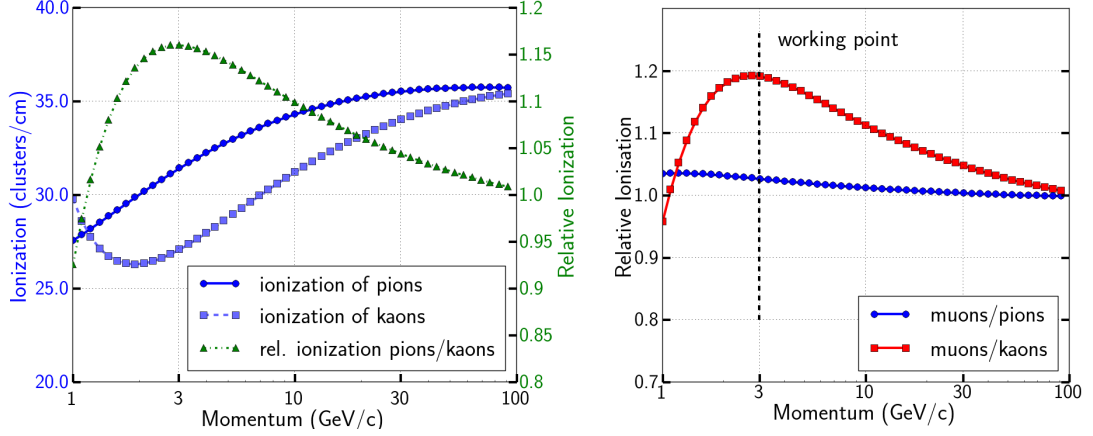 40.0
35.0
30.0
25.0
20.0
Ionization (clusters/cm)
1.2
1.15
1.1
1.05
1.0
0.95
0.9
0.85
0.8
Relative Ionization
ionization of pions
ionization of kaons
rel. ionization pions/kaons
1 3 10 30 100
Momentum (GeV/c)
working point
1.2
1.1
1.0
0.9
0.8
0.7
Relative Ionisation
muons/pions
muons/kaons
1 3 10 30 100
Momentum (GeV/c)